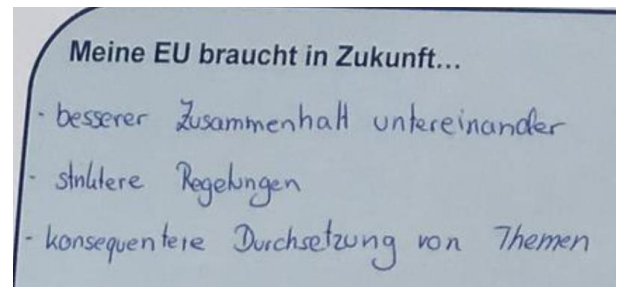 Meine EU braucht in Zukunft...
- besserer Zusammenhalt untereinander
- striktere Regelungen
- konsequentere Durchsetzung von Themen